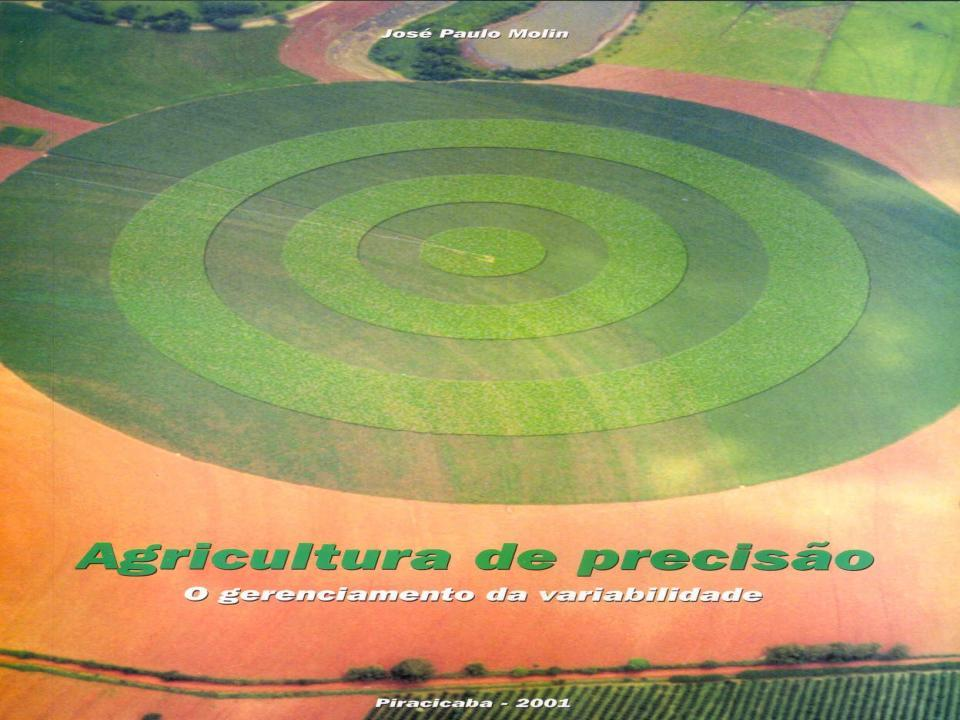 José Paulo Molin
Agricultura de precisão
O gerenciamento da variabilidade
Piracicaba - 2001